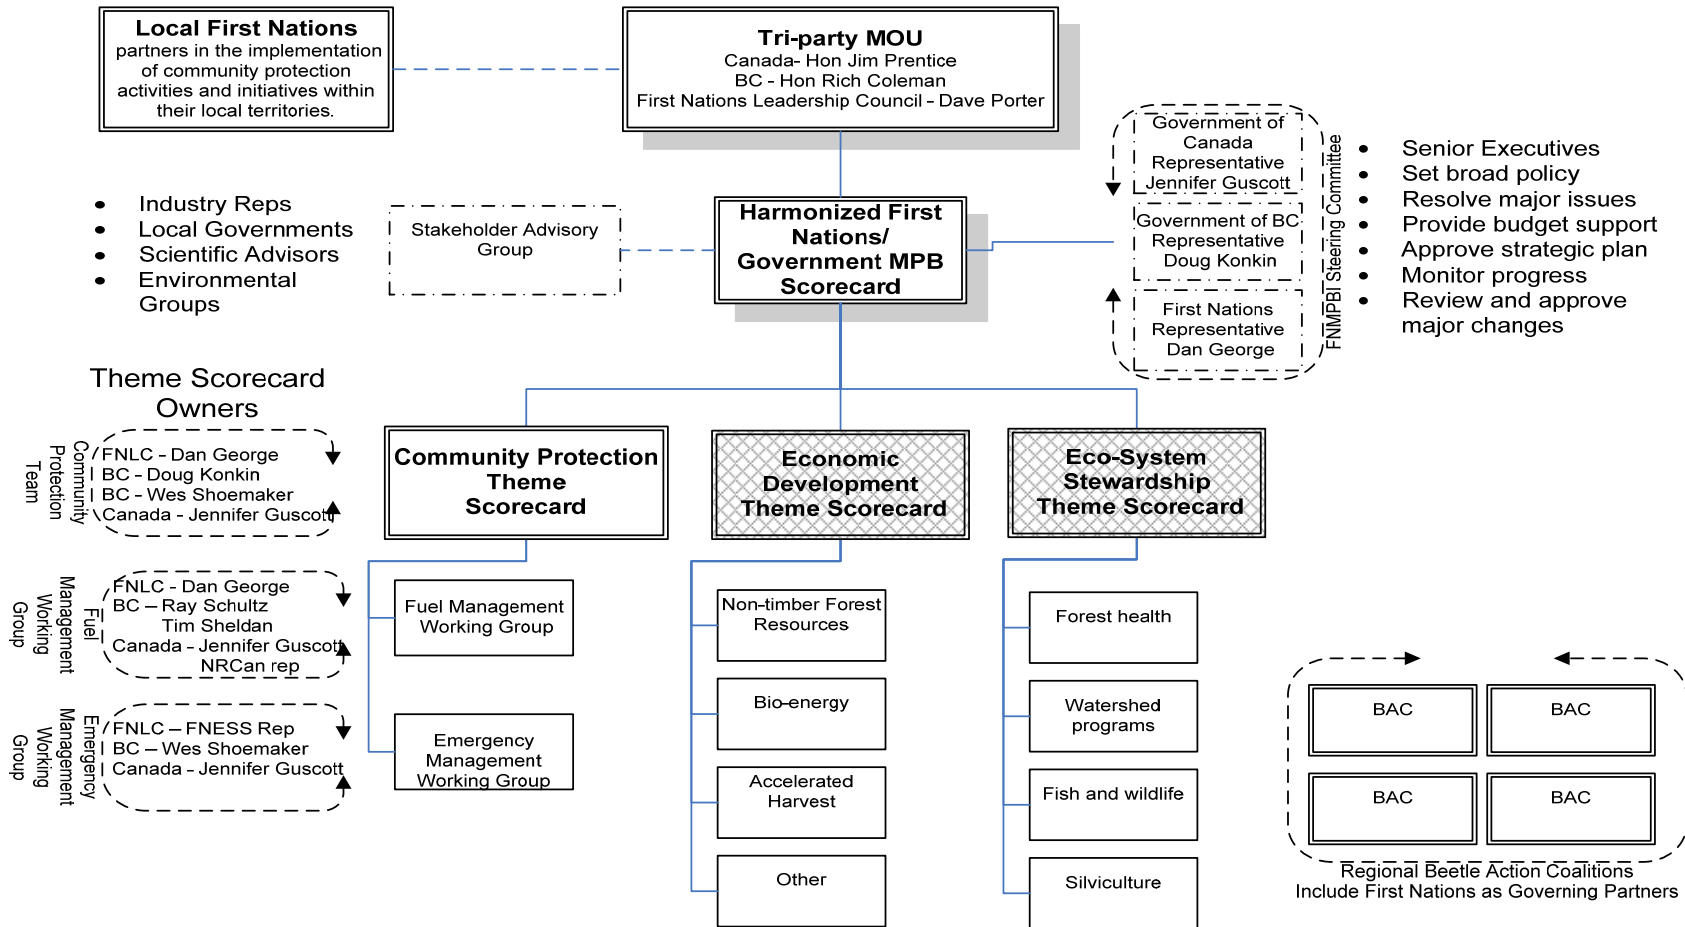 Local First Nations
partners in the implementation
of community protection
activities and initiatives within
their local territories.
Tri-party MOU
Canada- Hon Jim Prentice
BC - Hon Rich Coleman
First Nations Leadership Council - Dave Porter
• Industry Reps
• Local Governments
• Scientific Advisors
• Environmental
Groups
Stakeholder Advisory
Group
Harmonized First
Nations/
Government MPB
Scorecard
Government of
Canada
Representative
Jennifer Guscott
Government of BC
Representative
Doug Konkin
First Nations
Representative
Dan George
FNMPBI Steering Committee
• Senior Executives
• Set broad policy
• Resolve major issues
• Provide budget support
• Approve strategic plan
• Monitor progress
• Review and approve
major changes
Theme Scorecard
Owners
Community
Protection
Team
FNLC - Dan George
BC - Doug Konkin
BC - Wes Shoemaker
Canada - Jennifer Guscott
Fuel
Management
Working
Group
FNLC - Dan George
BC – Ray Schultz
Tim Sheldan
Canada - Jennifer Guscott
NRCan rep
Emergency
Management
Working
Group
FNLC – FNESS Rep
BC – Wes Shoemaker
Canada - Jennifer Guscott
Community Protection
Theme
Scorecard
Fuel Management
Working Group
Emergency
Management
Working Group
Economic
Development
Theme Scorecard
Non-timber Forest
Resources
Bio-energy
Accelerated
Harvest
Other
Eco-System
Stewardship
Theme Scorecard
Forest health
Watershed
programs
Fish and wildlife
Silviculture
BAC
BAC
BAC
BAC
Regional Beetle Action Coalitions
Include First Nations as Governing Partners